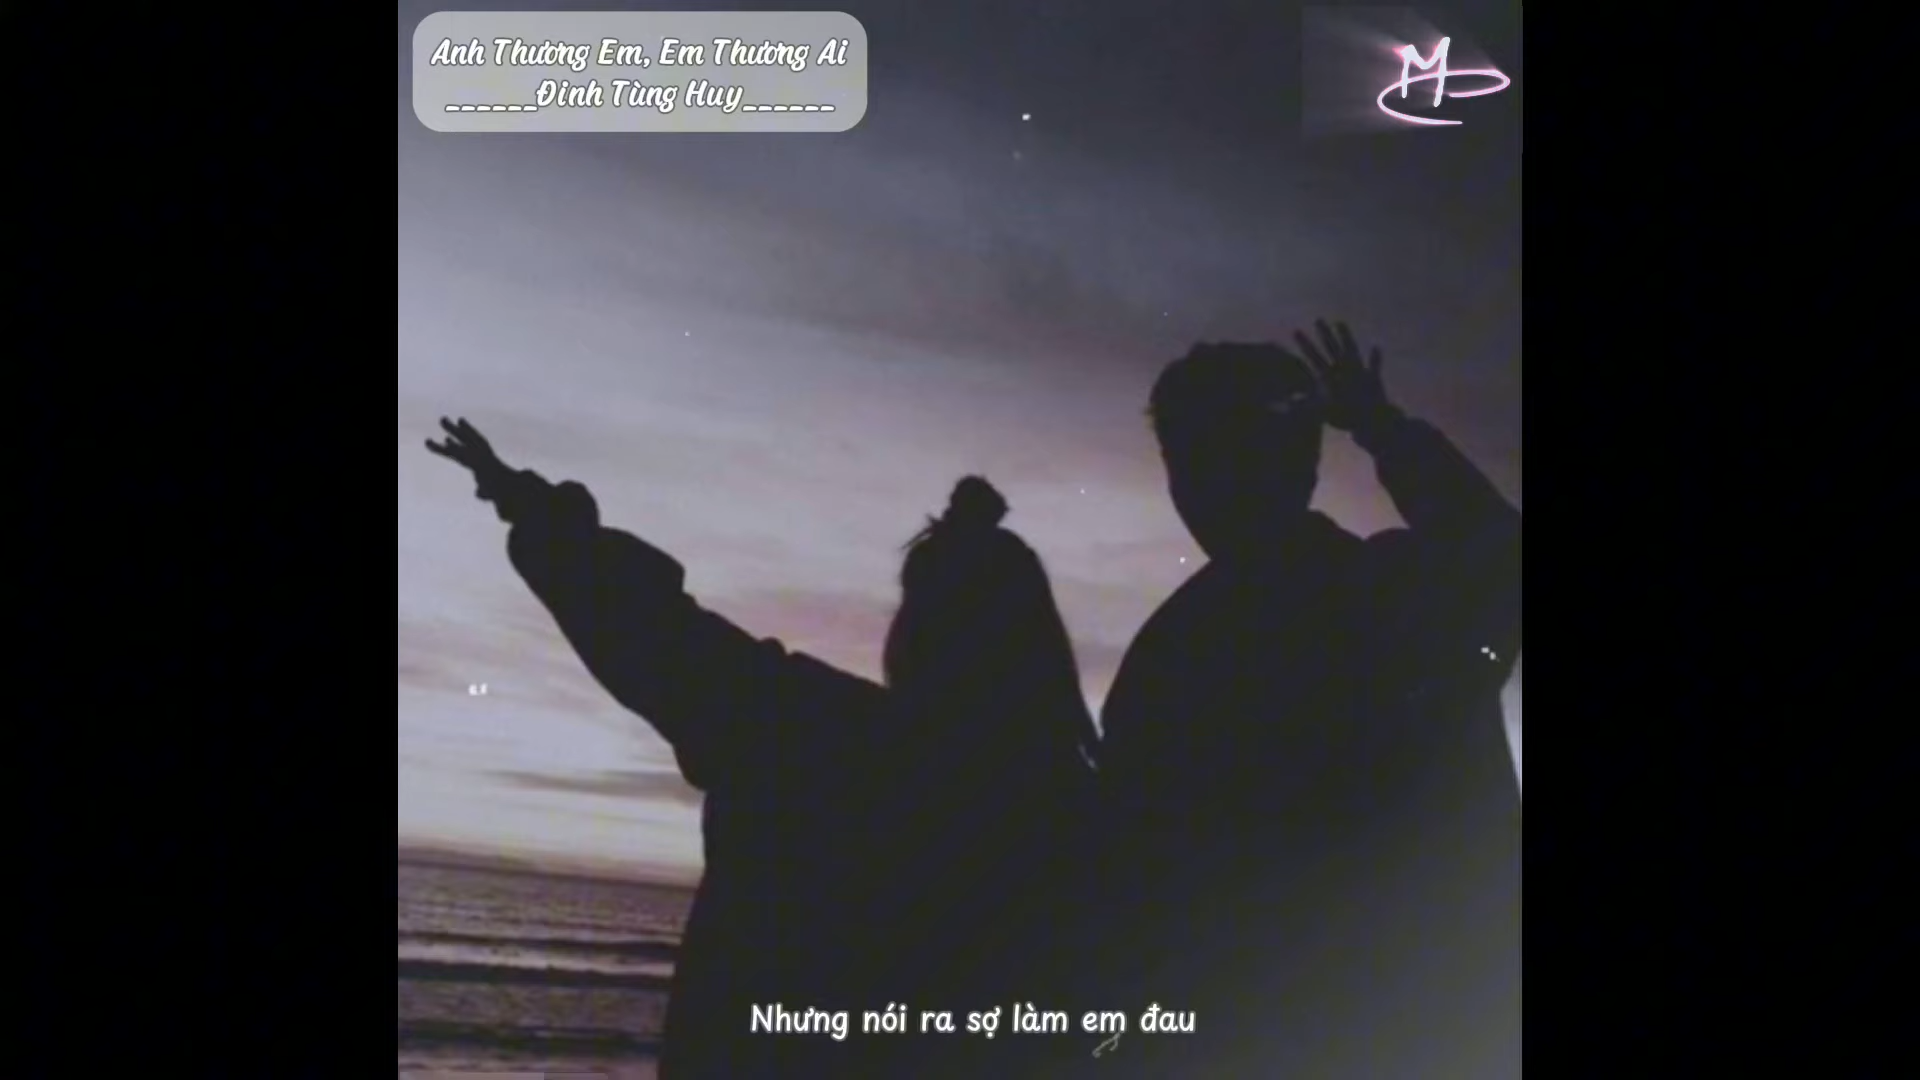 Anh Thương Em, Em Thương Ai
______Đinh Tùng Huy______
M
Nhưng nói ra sợ làm em đau